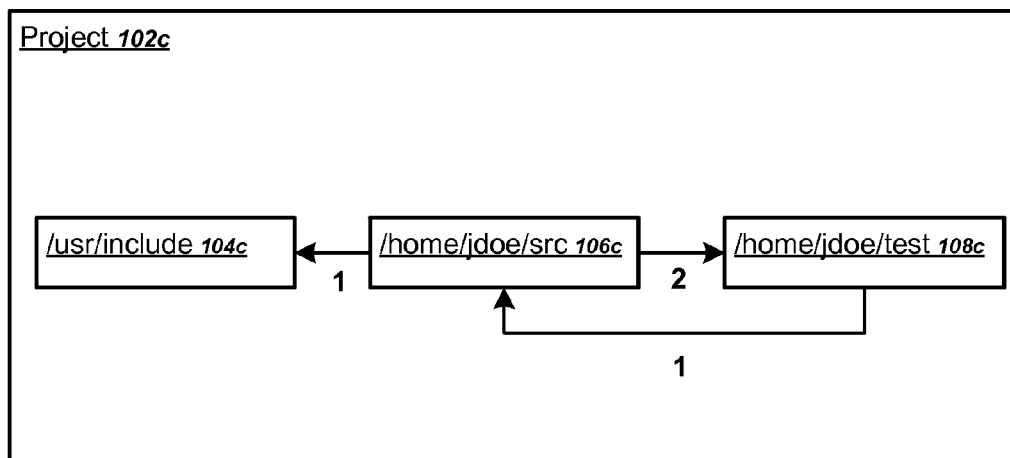 Project 102c
/usr/include 104c
/home/jdoe/src 106c
/home/jdoe/test 108c
1
2
1